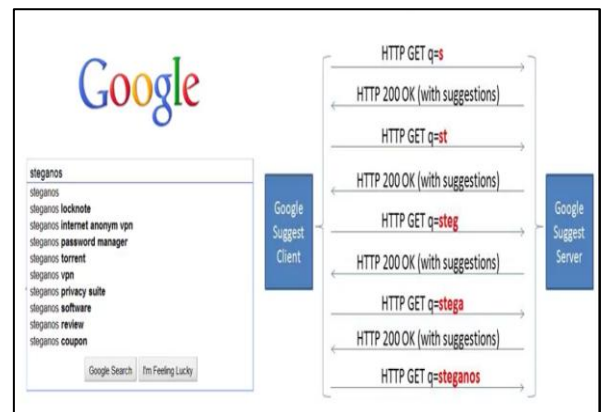 Google
steganos
steganos
steganos locknote
steganos internet anonym vpn
steganos password manager
steganos torrent
steganos vpn
steganos privacy suite
steganos software
steganos review
steganos coupon
Google Search
I'm Feeling Lucky
Google
Suggest
Client
HTTP GET q=s
HTTP 200 OK (with suggestions)
HTTP GET q=st
HTTP 200 OK (with suggestions)
HTTP GET q=steg
HTTP 200 OK (with suggestions)
HTTP GET q=stega
HTTP 200 OK (with suggestions)
HTTP GET q=steganos
Google
Suggest
Server